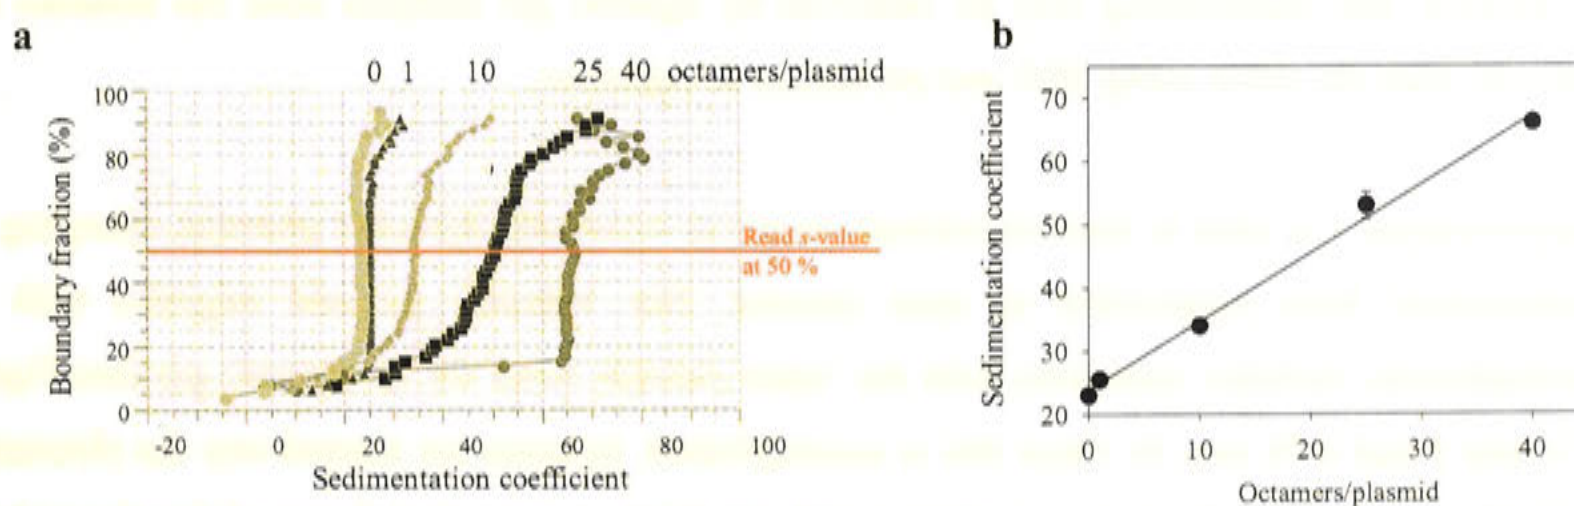 a
0 1 10 25 40 octamers/plasmid
100
80
60
40
20
0
Boundary fraction (%)
Read s-value
at 50 %
-20 0 20 40 60 80 100
Sedimentation coefficient
b
70
60
50
40
30
20
Sedimentation coefficient
0 10 20 30 40
Octamers/plasmid